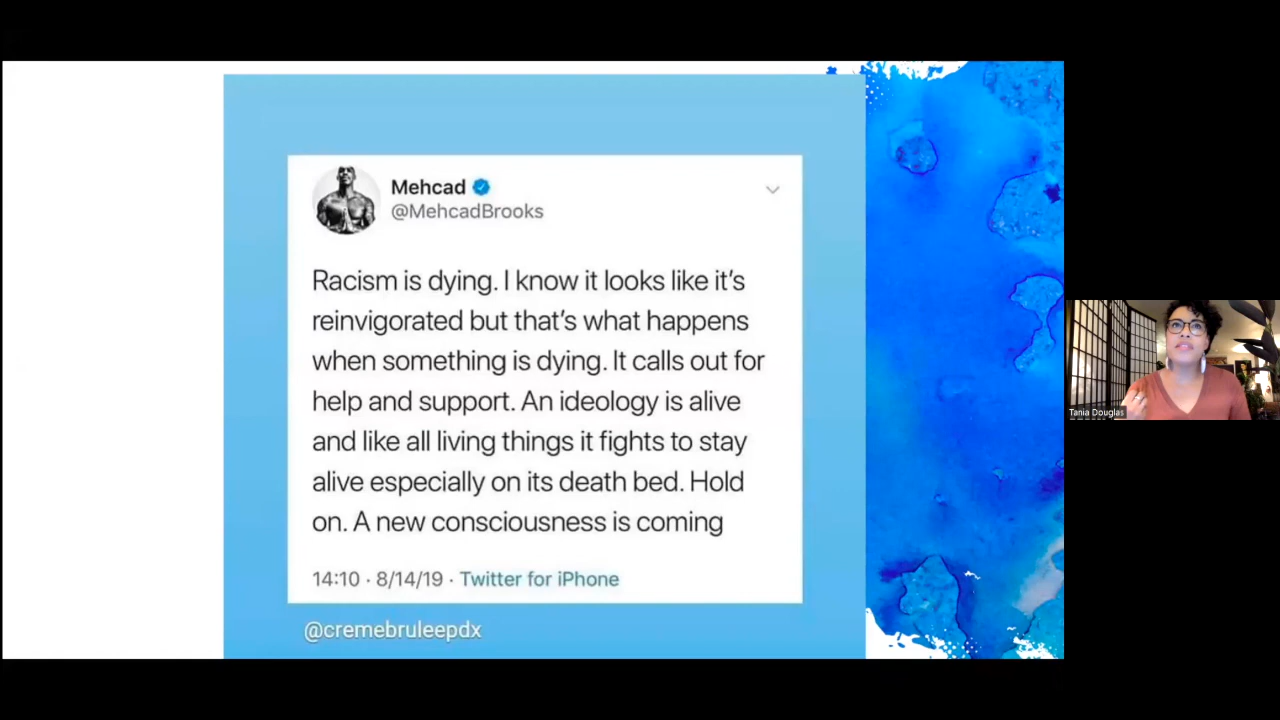 Mehcad
@MehcadBrooks
Racism is dying. I know it looks like it's
reinvigorated but that's what happens
when something is dying. It calls out for
help and support. An ideology is alive
and like all living things it fights to stay
alive especially on its death bed. Hold
on. A new consciousness is coming
14:10 · 8/14/19 · Twitter for iPhone
@cremebruleepdx
Tania Douglas